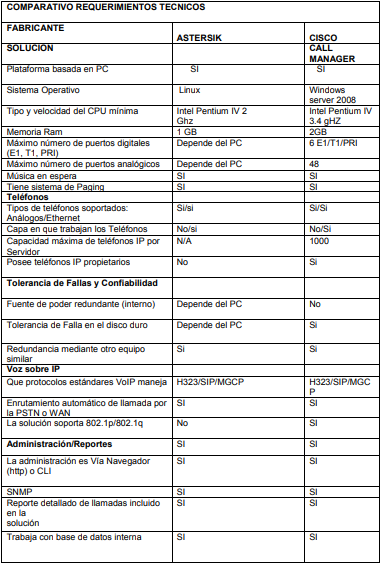 COMPARATIVO REQUERIMIENTOS TECNICOS
FABRICANTE
ASTERSIK
CISCO
SOLUCIÓN
CALL
MANAGER
Plataforma basada en PC SI SI
Sistema Operativo Linux Windows
server 2008
Tipo y velocidad del CPU mínima Intel Pentium IV 2 Intel Pentium IV
Ghz 3.4 gHZ
Memoria Ram 1 GB 2GB
Máximo número de puertos digitales Depende del PC 6 E1/T1/PRI
(E1, T1, PRI)
Máximo número de puertos analógicos Depende del PC 48
Música en espera SI SI
Tiene sistema de Paging SI SI
Teléfonos
Tipos de teléfonos soportados: Si/si Si/Si
Análogos/Ethernet
Capa en que trabajan los Teléfonos No/si No/Si
Capacidad máxima de teléfonos IP por N/A 1000
Servidor
Posee teléfonos IP propietarios No Si
Tolerancia de Fallas y Confiabilidad
Fuente de poder redundante (interno) Depende del PC No
Tolerancia de Falla en el disco duro Depende del PC Si
Redundancia mediante otro equipo Si Si
similar
Voz sobre IP
Que protocolos estándares VoIP maneja H323/SIP/MGCP H323/SIP/MGC
P
Enrutamiento automático de llamada por SI SI
la PSTN o WAN
La solución soporta 802.1p/802.1q No SI
Administración/Reportes SI SI
La administración es Vía Navegador SI SI
(http) o CLI
SNMP SI SI
Reporte detallado de llamadas incluido SI SI
en la
solución
Trabaja con base de datos interna SI SI